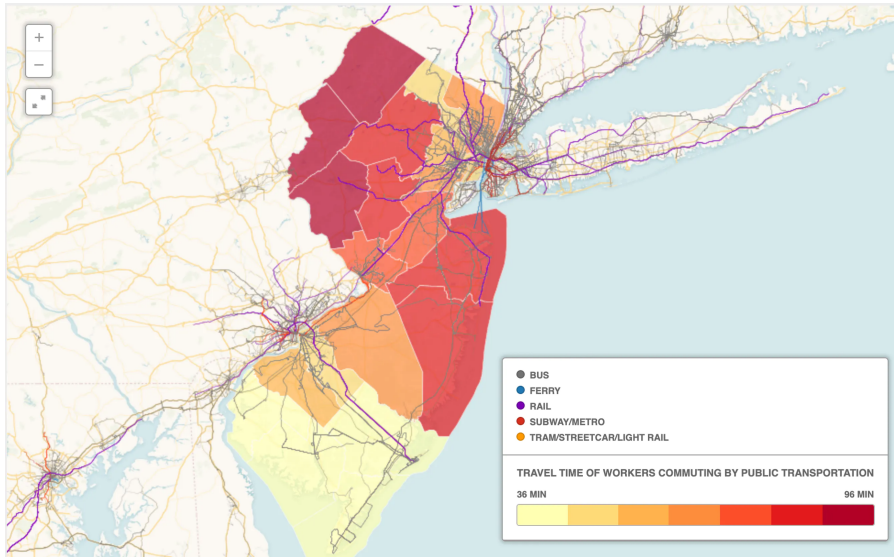 +
−
BUS
FERRY
RAIL
SUBWAY/METRO
TRAM/STREETCAR/LIGHT RAIL
TRAVEL TIME OF WORKERS COMMUTING BY PUBLIC TRANSPORTATION
36 MIN 96 MIN